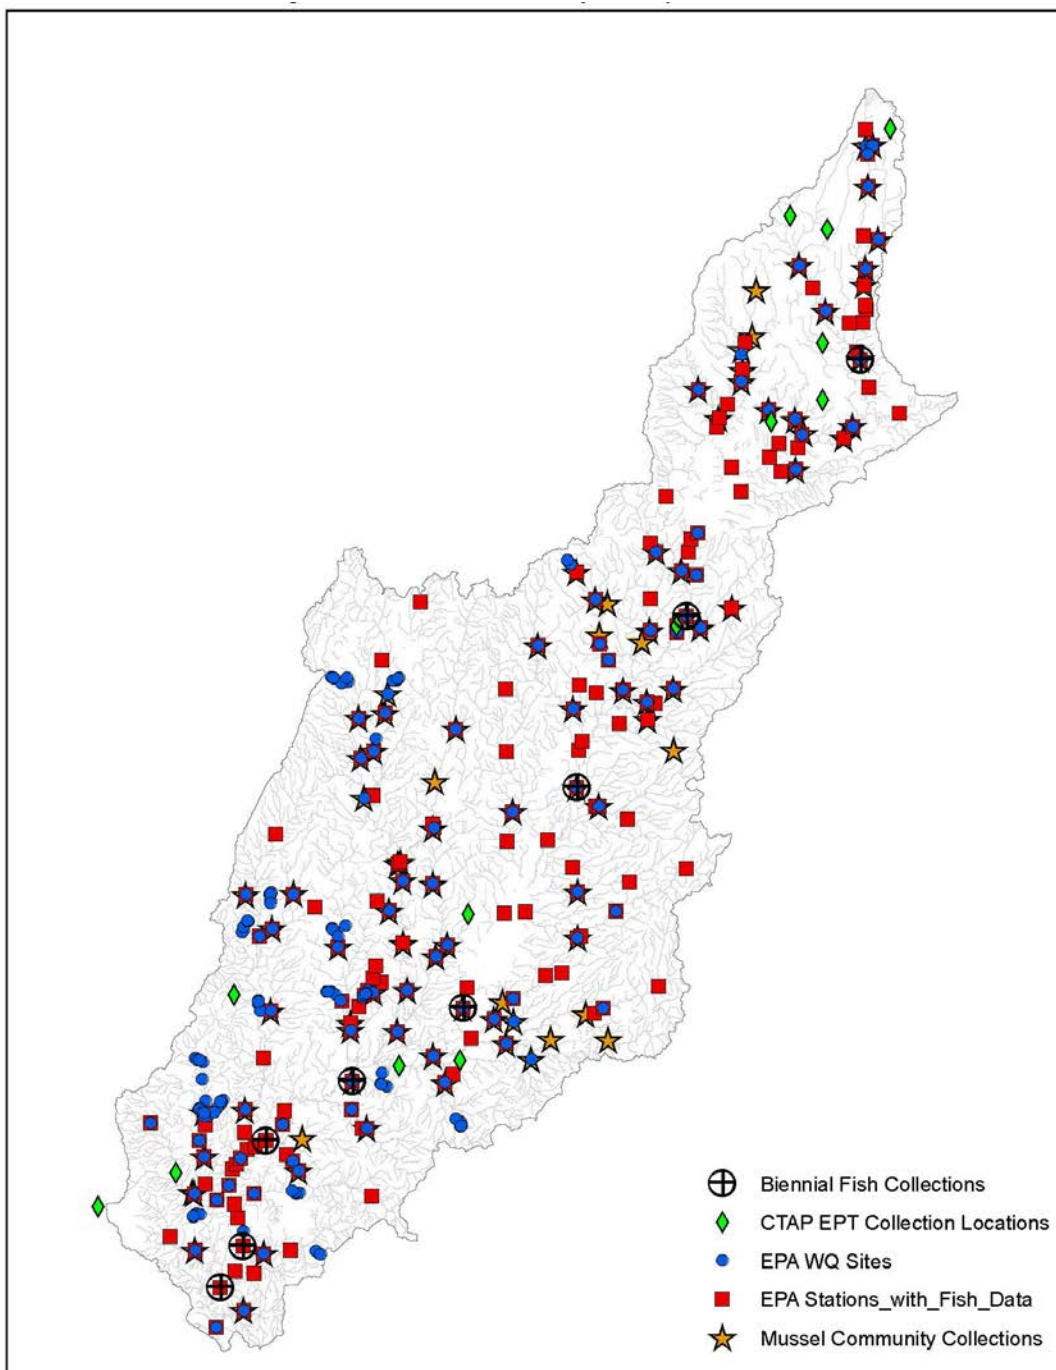 Biennial Fish Collections
CTAP EPT Collection Locations
EPA WQ Sites
EPA Stations_with_Fish_Data
Mussel Community Collections